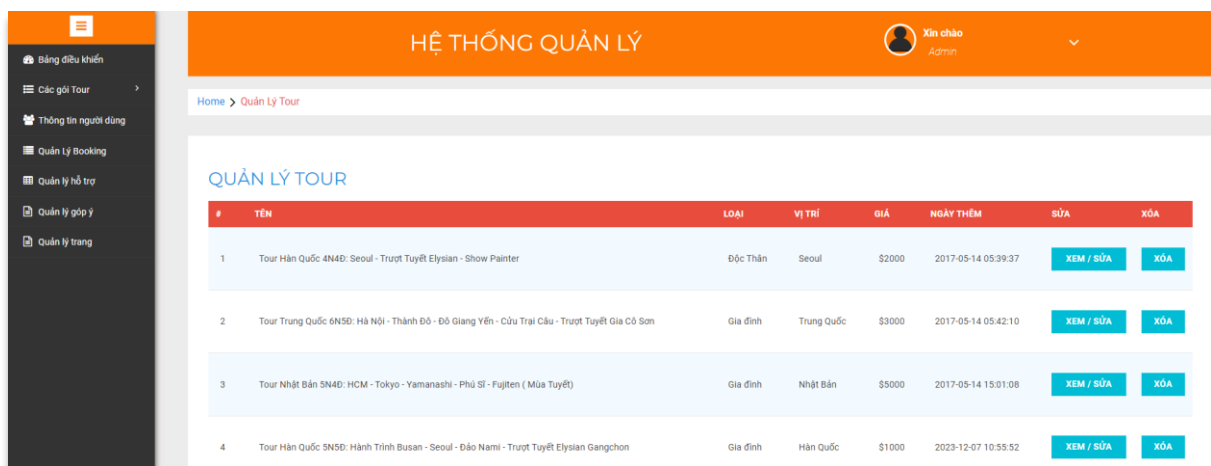 HỆ THỐNG QUẢN LÝ
Xin chào
Admin
Bảng điều khiển
Các gói Tour
Thông tin người dùng
Quản Lý Booking
Quản lý hỗ trợ
Quản lý góp ý
Quản lý trang
Home > Quản Lý Tour
QUẢN LÝ TOUR
# TÊN LOẠI VỊ TRÍ GIÁ NGÀY THÊM SỬA XÓA
1 Tour Hàn Quốc 4N4Đ: Seoul - Trượt Tuyết Elysian - Show Painter Độc Thân Seoul $2000 2017-05-14 05:39:37 XEM / SỬA XÓA
2 Tour Trung Quốc 6N5Đ: Hà Nội - Thành Đô - Đô Giang Yến - Cửu Trại Câu - Trượt Tuyết Gia Cô Sơn Gia đình Trung Quốc $3000 2017-05-14 05:42:10 XEM / SỬA XÓA
3 Tour Nhật Bản 5N4Đ: HCM - Tokyo - Yamanashi - Phú Sĩ - Fujiten ( Mùa Tuyết) Gia đình Nhật Bản $5000 2017-05-14 15:01:08 XEM / SỬA XÓA
4 Tour Hàn Quốc 5N5Đ: Hành Trình Busan - Seoul - Đảo Nami - Trượt Tuyết Elysian Gangchon Gia đình Hàn Quốc $1000 2023-12-07 10:55:52 XEM / SỬA XÓA